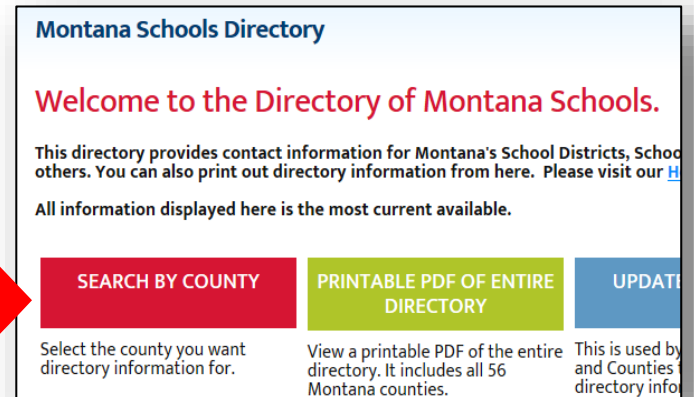 Montana Schools Directory
Welcome to the Directory of Montana Schools.
This directory provides contact information for Montana's School Districts,
others. You can also print out directory information from here. Please visit our
All information displayed here is the most current available.
SEARCH BY COUNTY
Select the county you want
directory information for.
PRINTABLE PDF OF ENTIRE
DIRECTORY
View a printable PDF of the entire
directory. It includes all 56
Montana counties.
UPDATE
This is used by
and Counties
directory